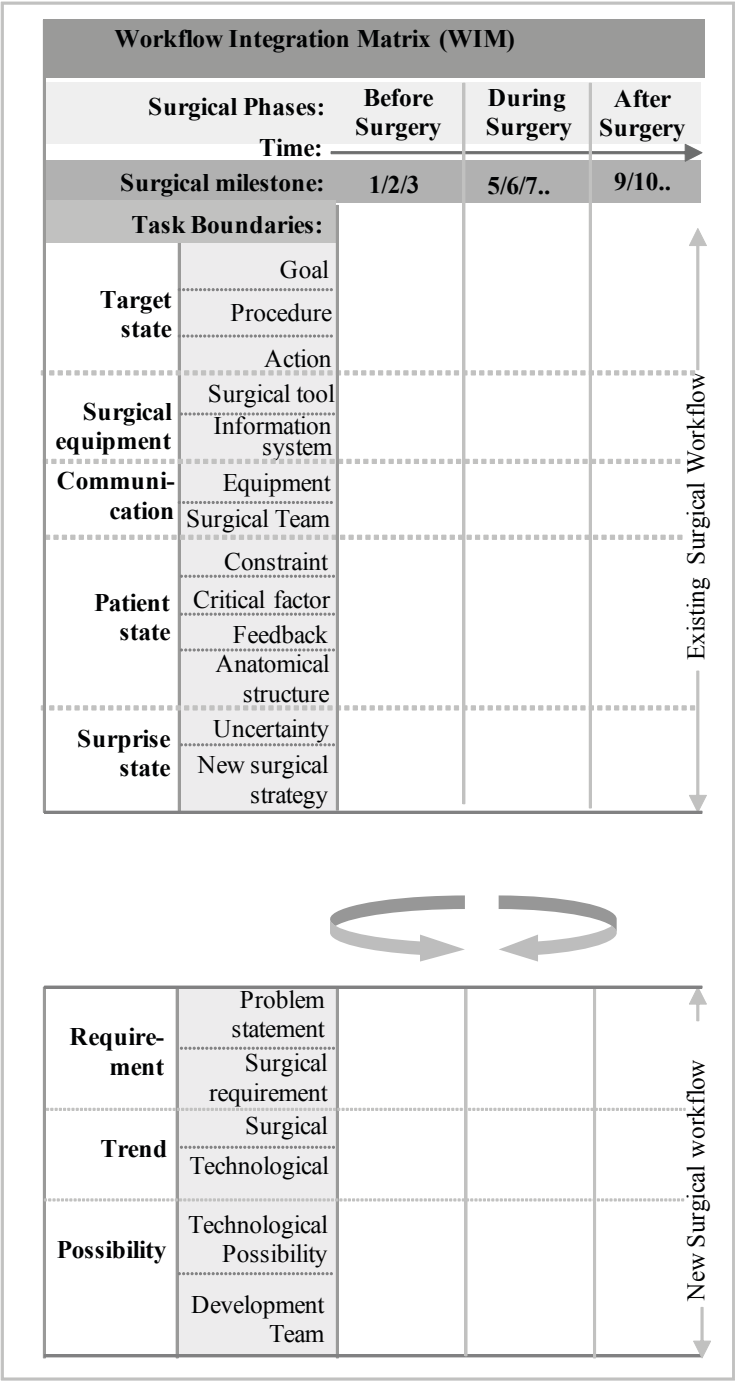 Workflow Integration Matrix (WIM)
Surgical Phases:
Before
Surgery
During
Surgery
After
Surgery
Time:
Surgical milestone:
1/2/3
5/6/7..
9/10..
Task Boundaries:
Target
state
Goal
Procedure
Action
Surgical
equipment
Surgical tool
Information
system
Communi-
cation
Equipment
Surgical Team
Patient
state
Constraint
Critical factor
Feedback
Anatomical
structure
Surprise
state
Uncertainty
New surgical
strategy
Existing Surgical Workflow
Require-
ment
Problem
statement
Surgical
requirement
Trend
Surgical
Technological
Possibility
Technological
Possibility
Development
Team
New Surgical workflow